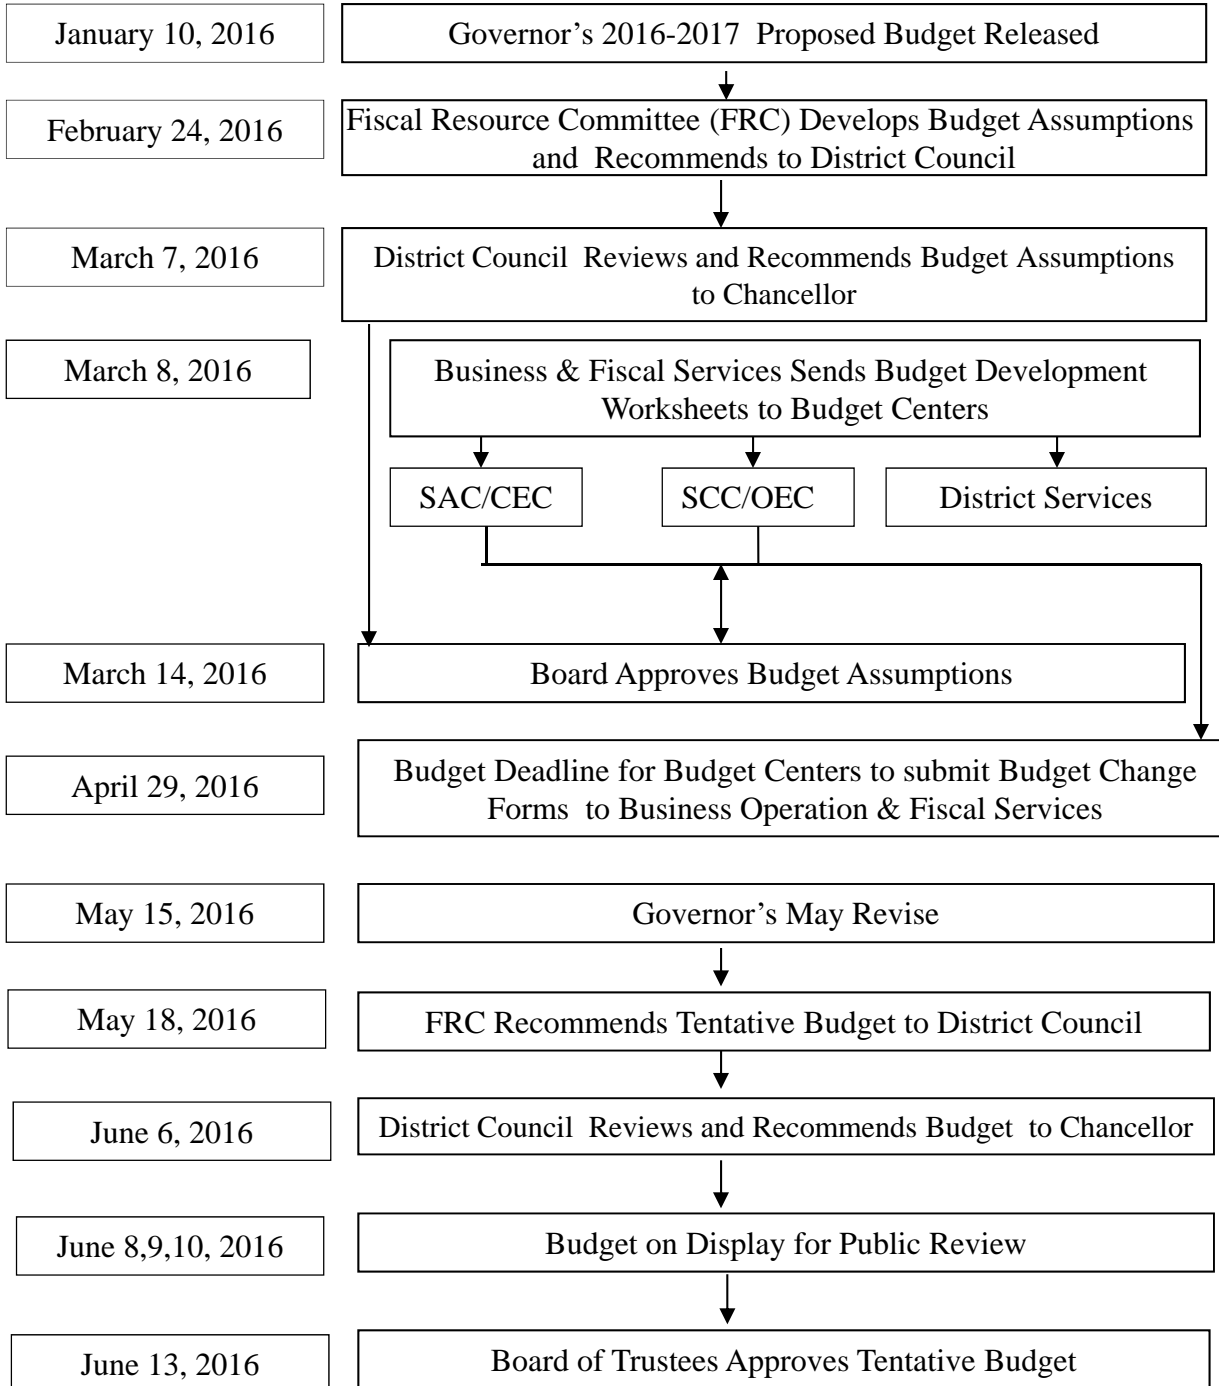 January 10, 2016
Governor’s 2016-2017 Proposed Budget Released
February 24, 2016
Fiscal Resource Committee (FRC) Develops Budget Assumptions
and Recommends to District Council
March 7, 2016
District Council Reviews and Recommends Budget Assumptions
to Chancellor
March 8, 2016
Business & Fiscal Services Sends Budget Development
Worksheets to Budget Centers
SAC/CEC
SCC/OEC
District Services
March 14, 2016
Board Approves Budget Assumptions
April 29, 2016
Budget Deadline for Budget Centers to submit Budget Change
Forms to Business Operation & Fiscal Services
May 15, 2016
Governor’s May Revise
May 18, 2016
FRC Recommends Tentative Budget to District Council
June 6, 2016
District Council Reviews and Recommends Budget to Chancellor
June 8,9,10, 2016
Budget on Display for Public Review
June 13, 2016
Board of Trustees Approves Tentative Budget